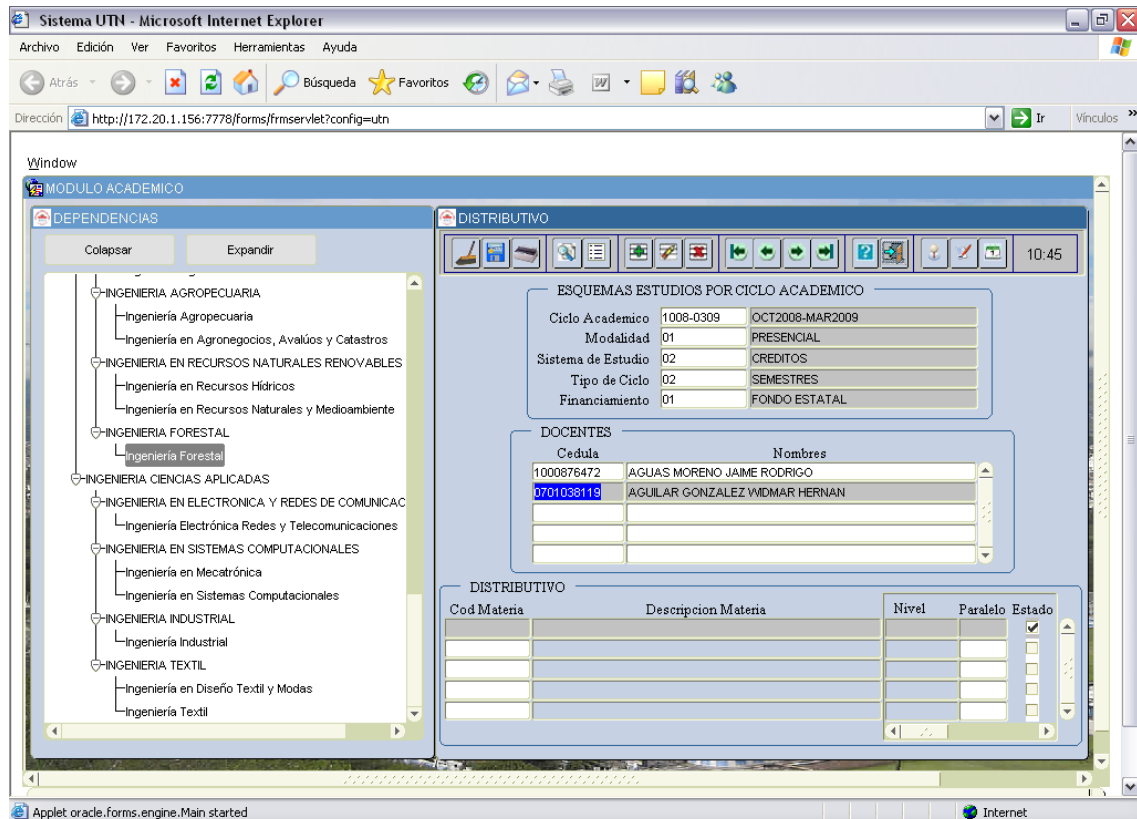 Sistema UTN - Microsoft Internet Explorer
Archivo Edición Ver Favoritos Herramientas Ayuda
Atrás Búsqueda Favoritos
Dirección http://172.20.1.156:7778/forms/frmservlet?config=utn Ir Vínculos »
Window
MODULO ACADEMICO
DEPENDENCIAS
Colapsar Expandir
INGENIERIA AGROPECUARIA
Ingeniería Agropecuaria
Ingeniería en Agronegocios, Avalúos y Catastros
INGENIERIA EN RECURSOS NATURALES RENOVABLES
Ingeniería en Recursos Hídricos
Ingeniería en Recursos Naturales y Medioambiente
INGENIERIA FORESTAL
Ingeniería Forestal
INGENIERIA CIENCIAS APLICADAS
INGENIERIA EN ELECTRONICA Y REDES DE COMUNICAC
Ingeniería Electrónica Redes y Telecomunicaciones
INGENIERIA EN SISTEMAS COMPUTACIONALES
Ingeniería en Mecatrónica
Ingeniería en Sistemas Computacionales
INGENIERIA INDUSTRIAL
Ingeniería Industrial
INGENIERIA TEXTIL
Ingeniería en Diseño Textil y Modas
Ingeniería Textil
DISTRIBUTIVO
10:45
ESQUEMAS ESTUDIOS POR CICLO ACADEMICO
Ciclo Academico 1008-0309 OCT2008-MAR2009
Modalidad 01 PRESENCIAL
Sistema de Estudio 02 CREDITOS
Tipo de Ciclo 02 SEMESTRES
Financiamiento 01 FONDO ESTATAL
DOCENTES
Cedula Nombres
1000876472 AGUAS MORENO JAIME RODRIGO
0701038119 AGUILAR GONZALEZ WIDMAR HERNAN
DISTRIBUTIVO
Cod Materia Descripcion Materia Nivel Paralelo Estado
Applet oracle.forms.engine.Main started Internet